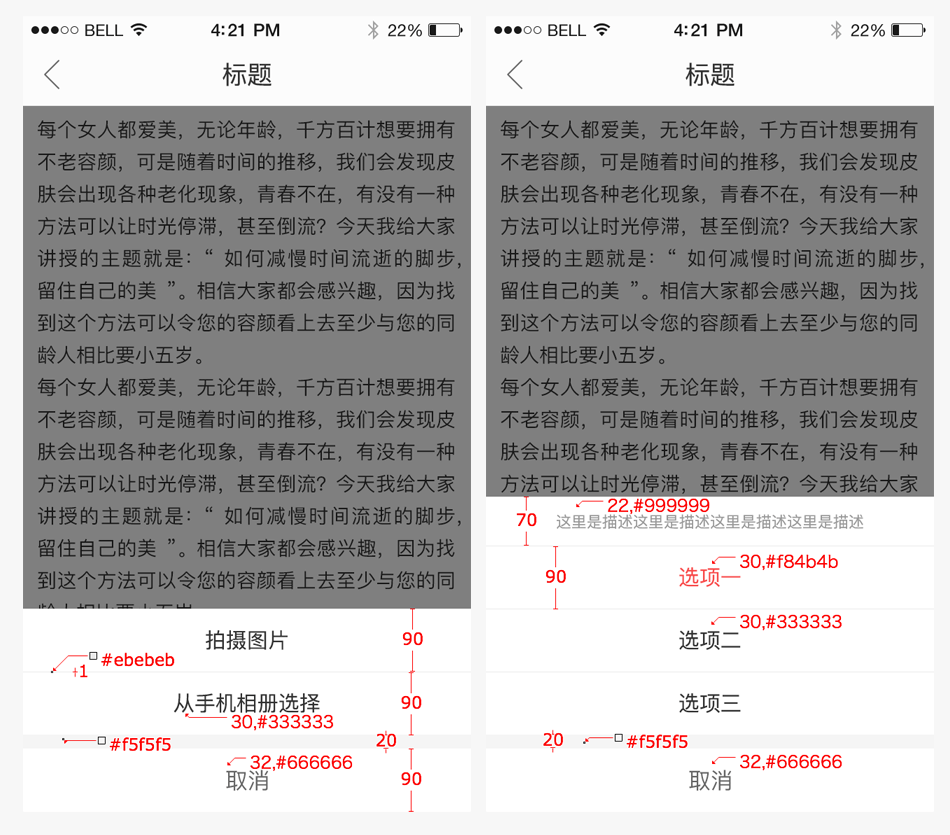 BELL 4:21 PM 22%
标题
每个女人都爱美，无论年龄，千方百计想要拥有
不老容颜，可是随着时间的推移，我们会发现皮
肤会出现各种老化现象，青春不在，有没有一种
方法可以让时光停滞，甚至倒流？今天我给大家
讲授的主题就是：“ 如何减慢时间流逝的脚步，
留住自己的美 ”。相信大家都会感兴趣，因为找
到这个方法可以令您的容颜看上去至少与您的同
龄人相比要小五岁。
每个女人都爱美，无论年龄，千方百计想要拥有
不老容颜，可是随着时间的推移，我们会发现皮
肤会出现各种老化现象，青春不在，有没有一种
方法可以让时光停滞，甚至倒流？今天我给大家
讲授的主题就是：“ 如何减慢时间流逝的脚步，
留住自己的美 ”。相信大家都会感兴趣，因为找
到这个方法可以令您的容颜看上去至少与您的同
龄人相比要小五岁。
拍摄图片
90
#ebebeb
1
从手机相册选择
90
30,#333333
#f5f5f5
20
32,#666666
取消
90
BELL 4:21 PM 22%
标题
每个女人都爱美，无论年龄，千方百计想要拥有
不老容颜，可是随着时间的推移，我们会发现皮
肤会出现各种老化现象，青春不在，有没有一种
方法可以让时光停滞，甚至倒流？今天我给大家
讲授的主题就是：“ 如何减慢时间流逝的脚步，
留住自己的美 ”。相信大家都会感兴趣，因为找
到这个方法可以令您的容颜看上去至少与您的同
龄人相比要小五岁。
每个女人都爱美，无论年龄，千方百计想要拥有
不老容颜，可是随着时间的推移，我们会发现皮
肤会出现各种老化现象，青春不在，有没有一种
方法可以让时光停滞，甚至倒流？今天我给大家
22,#999999
70
这里是描述这里是描述这里是描述这里是描述
30,#f84b4b
90
选项一
30,#333333
选项二
选项三
20
#f5f5f5
32,#666666
取消